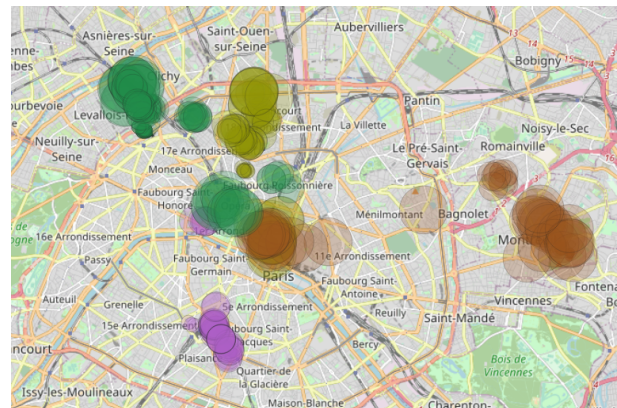 Asnières-sur-
Seine
Saint-Ouen-
sur-Seine
Aubervilliers
14
15
Bobigny
13
Pantin
Levallois
Noisy-le-Sec
La Villette
17e Arrondissement
Le Pré-Saint-
Gervais
Romainville
Neuilly-sur-
Seine
Monceau
Faubourg Poissonnière
Faubourg Saint-
Honoré
Ménilmontant
Bagnolet
16e Arrondissement
11e Arrondissement
Passy
Faubourg Saint-
Germain
Paris
Faubourg Saint-
Antoine
Vincennes
Auteuil
Grenelle
5e Arrondissement
Reuilly
Saint-Mandé
15e Arrondissement
Faubourg Saint-
Jacques
Plaisance
Bercy
Quartier de
la Glacière
Bois de
Vincennes
Issy-les-Moulineaux
Maison-Blanche
Charenton-